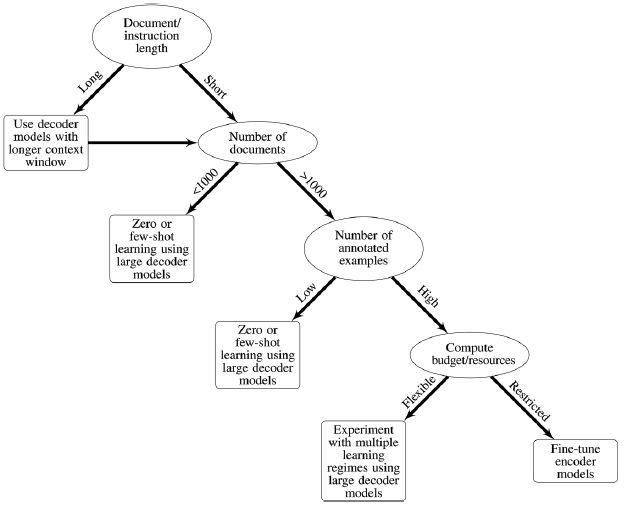 Document/
instruction
length
Long
Short
Use decoder
models with
longer context
window
Number of
documents
<1000
>1000
Zero or
few-shot
learning using
large decoder
models
Number of
annotated
examples
Low
High
Zero or
few-shot
learning using
large decoder
models
Compute
budget/resources
Flexible
Restricted
Experiment
with multiple
learning
regimes using
large decoder
models
Fine-tune
encoder
models